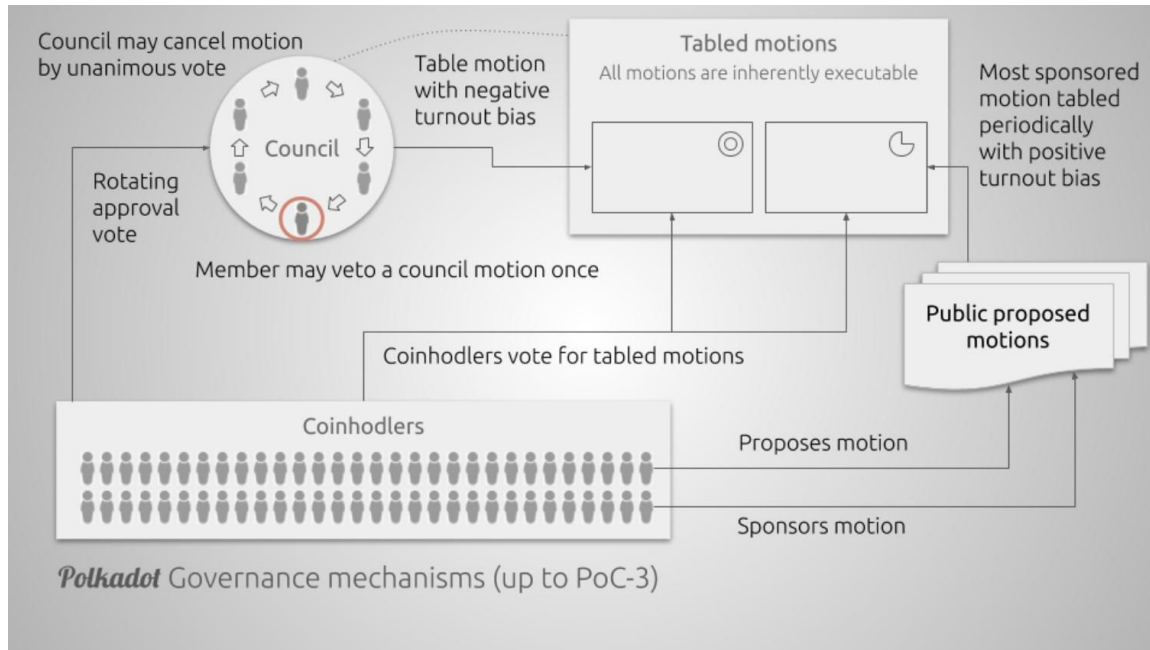 Council may cancel motion
by unanimous vote
Council
Table motion
with negative
turnout bias
Tabled motions
All motions are inherently executable
Most sponsored
motion tabled
periodically
with positive
turnout bias
Rotating
approval
vote
Member may veto a council motion once
Public proposed
motions
Coinhodlers vote for tabled motions
Coinhodlers
Proposes motion
Sponsors motion
Polkadot Governance mechanisms (up to PoC-3)